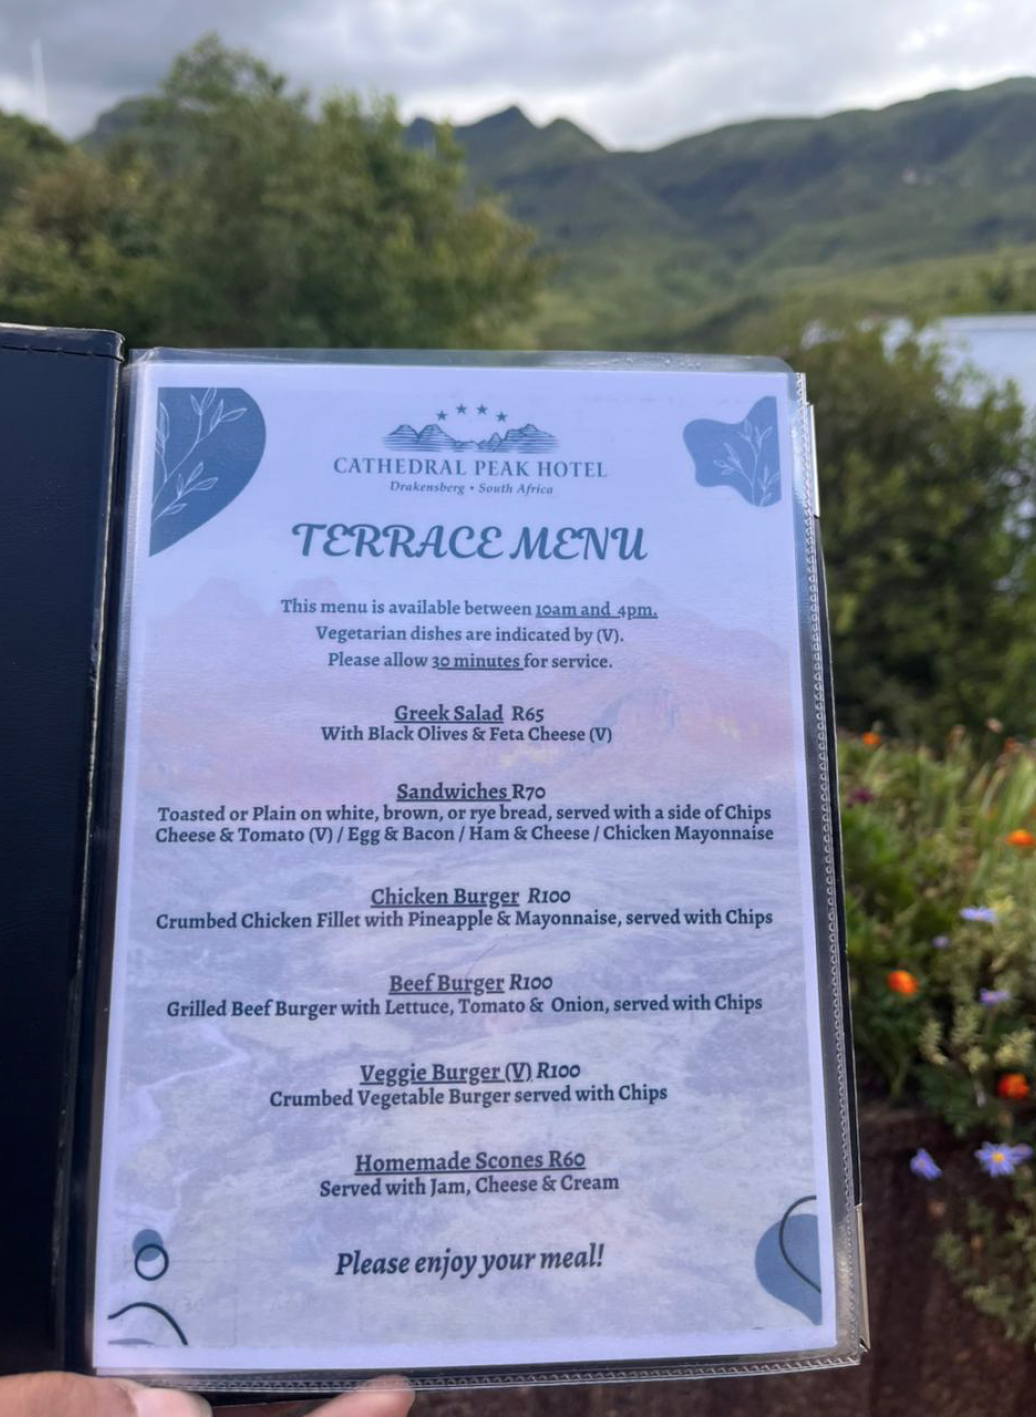 CATHEDRAL PEAK HOTEL
Drakensberg • South Africa
TERRACE MENU
This menu is available between 10am and 4pm.
Vegetarian dishes are indicated by (V).
Please allow 30 minutes for service.
Greek Salad R65
With Black Olives & Feta Cheese (V)
Sandwiches R70
Toasted or Plain on white, brown, or rye bread, served with a side of Chips
Cheese & Tomato (V) / Egg & Bacon / Ham & Cheese / Chicken Mayonnaise
Chicken Burger R100
Crumbed Chicken Fillet with Pineapple & Mayonnaise, served with Chips
Beef Burger R100
Grilled Beef Burger with Lettuce, Tomato & Onion, served with Chips
Veggie Burger (V) R100
Crumbed Vegetable Burger served with Chips
Homemade Scones R60
Served with Jam, Cheese & Cream
Please enjoy your meal!